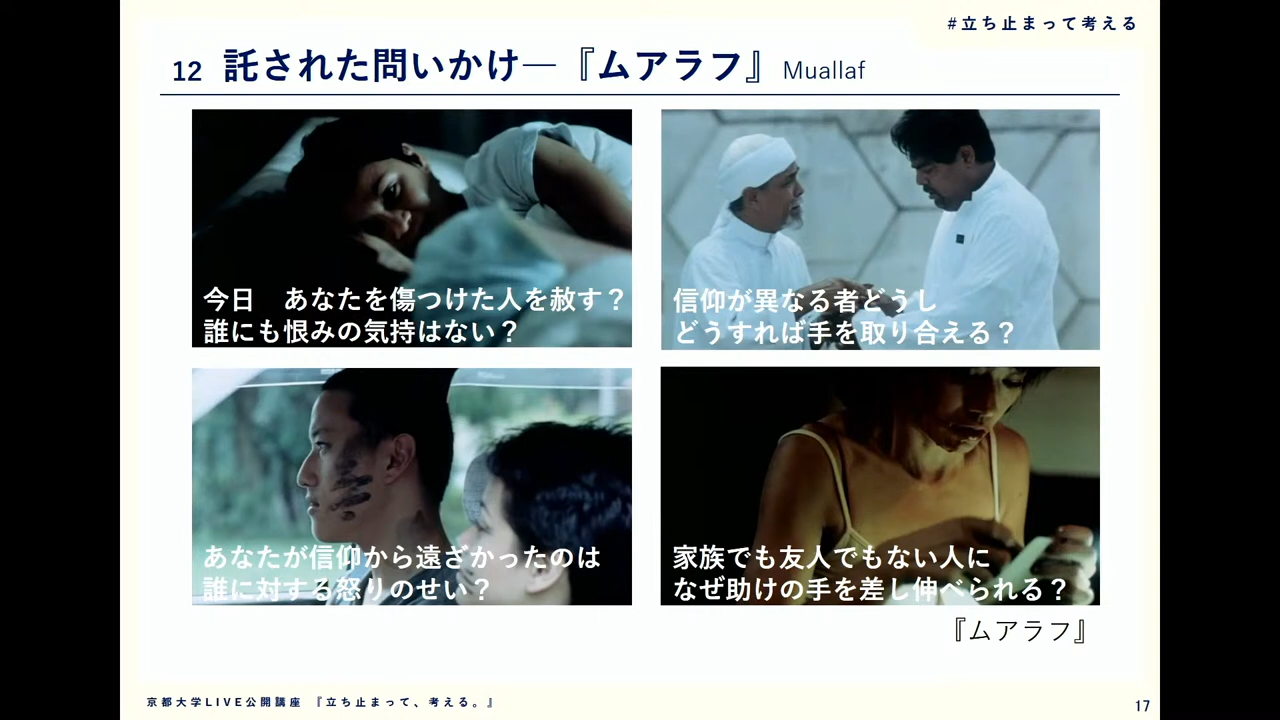 #立ち止まって考える
12 託された問いかけ―『ムアラフ』 Muallaf
今日 あなたを傷つけた人を赦す？
誰にも恨みの気持はない？
信仰が異なる者どうし
どうすれば手を取り合える？
あなたが信仰から遠ざかったのは
誰に対する怒りのせい？
家族でも友人でもない人に
なぜ助けの手を差し伸べられる？
『ムアラフ』
京都大学LIVE公開講座 『立ち止まって、考える。』
17